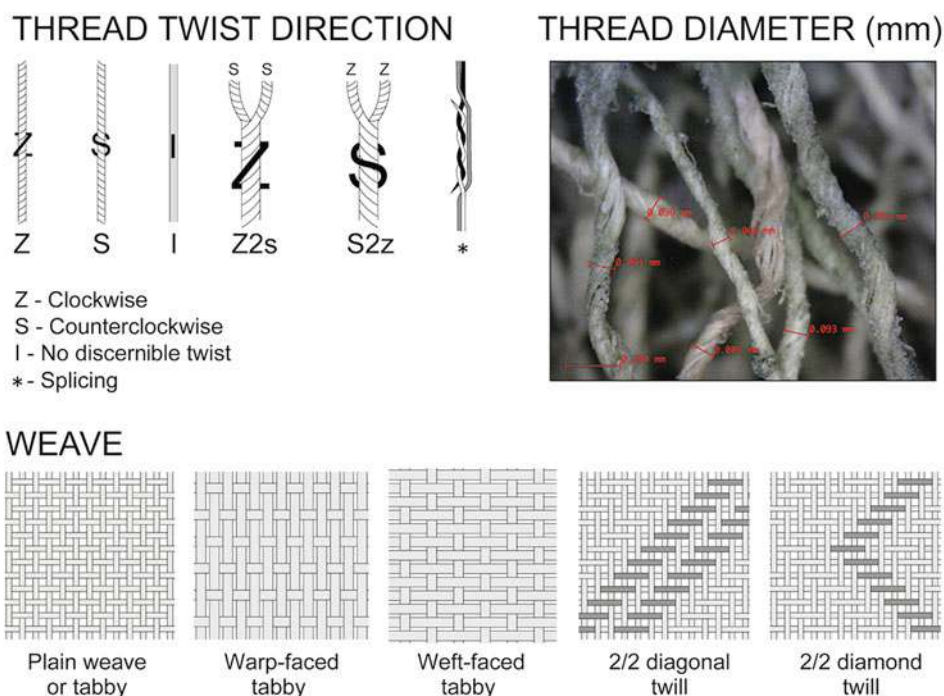 THREAD TWIST DIRECTION
THREAD DIAMETER (mm)
S S Z Z
Z S Z S
Z S I Z2s S2z *
Z - Clockwise
S - Counterclockwise
I - No discernible twist
* - Splicing
0.093 mm
WEAVE
Plain weave
or tabby
Warp-faced
tabby
Weft-faced
tabby
2/2 diagonal
twill
2/2 diamond
twill